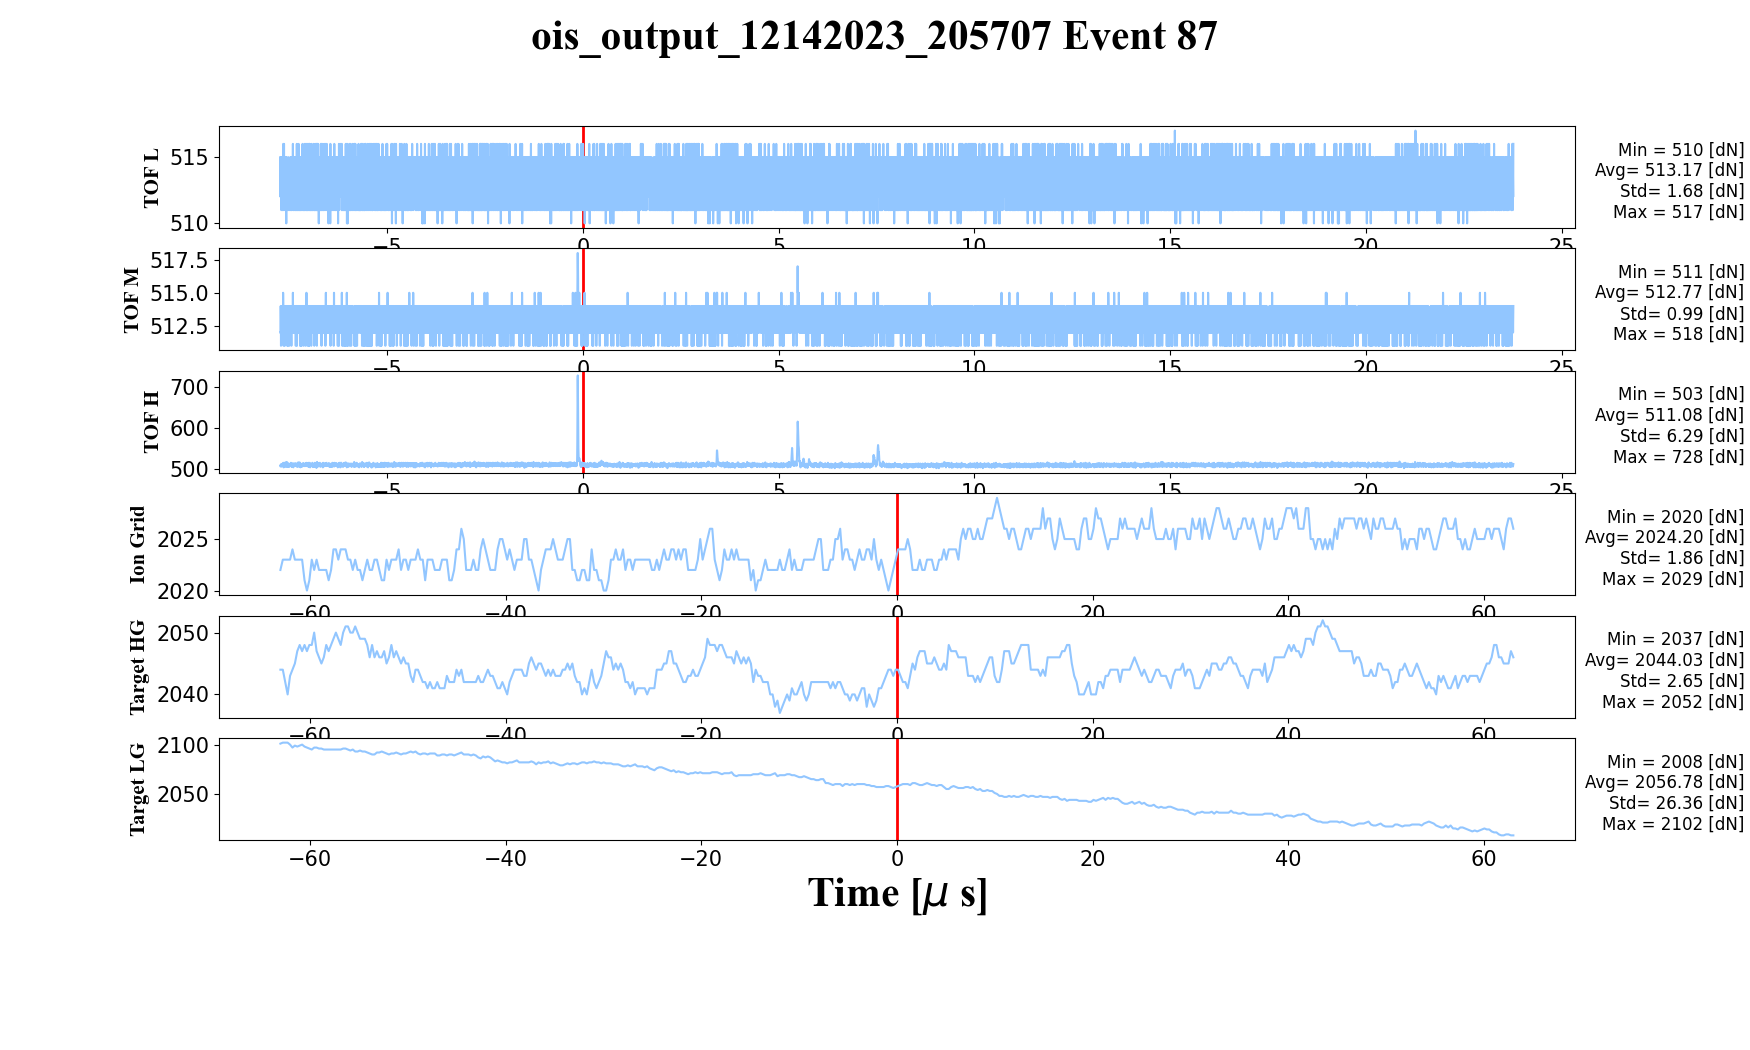 ois_output_12142023_205707 Event 87
TOF L
515
510
Min = 510 [dN]
Avg= 513.17 [dN]
Std= 1.68 [dN]
Max = 517 [dN]
−5 0 5 10 15 20 25
TOF M
517.5
515.0
512.5
Min = 511 [dN]
Avg= 512.77 [dN]
Std= 0.99 [dN]
Max = 518 [dN]
−5 0 5 10 15 20 25
TOF H
700
600
500
Min = 503 [dN]
Avg= 511.08 [dN]
Std= 6.29 [dN]
Max = 728 [dN]
−5 0 5 10 15 20 25
Ion Grid
2025
2020
Min = 2020 [dN]
Avg= 2024.20 [dN]
Std= 1.86 [dN]
Max = 2029 [dN]
−60 −40 −20 0 20 40 60
Target HG
2050
2040
Min = 2037 [dN]
Avg= 2044.03 [dN]
Std= 2.65 [dN]
Max = 2052 [dN]
−60 −40 −20 0 20 40 60
Target LG
2100
2050
Min = 2008 [dN]
Avg= 2056.78 [dN]
Std= 26.36 [dN]
Max = 2102 [dN]
−60 −40 −20 0 20 40 60
Time [μ s]